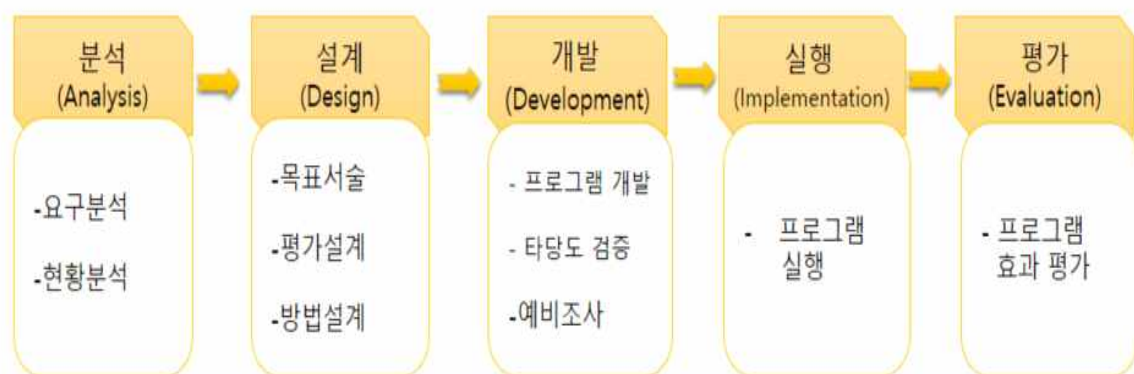 분석
(Analysis)
-요구분석
-현황분석
설계
(Design)
-목표서술
-평가설계
-방법설계
개발
(Development)
- 프로그램 개발
- 타당도 검증
-예비조사
실행
(Implementation)
- 프로그램
실행
평가
(Evaluation)
- 프로그램
효과 평가